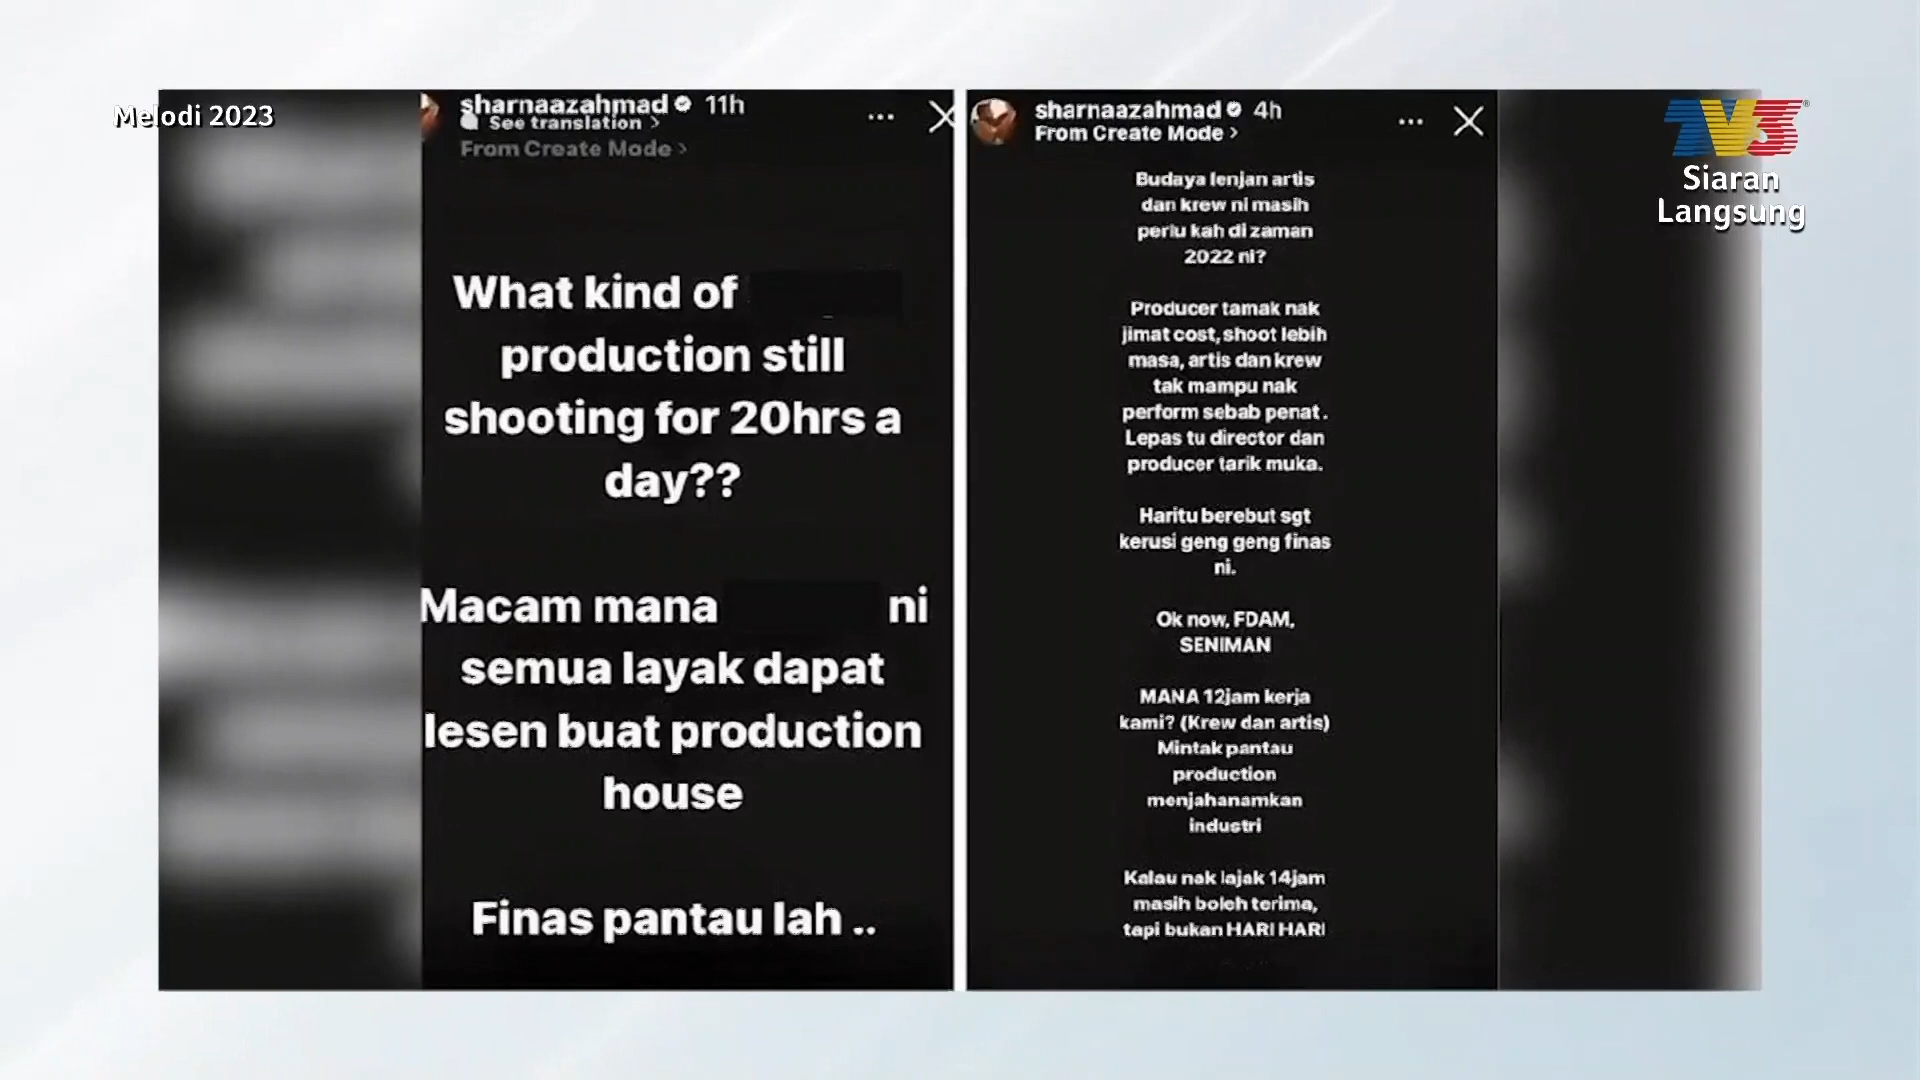 Melodi 2023
sharnaazahmad 11h
See translation >
From Create Mode >
What kind of
production still
shooting for 20hrs a
day??
Macam mana ni
semua layak dapat
lesen buat production
house
Finas pantau lah ..
sharnaazahmad 4h
From Create Mode >
Budaya lenjan artis
dan krew ni masih
perlu kah di zaman
2022 ni?
Producer tamak nak
jimat cost, shoot lebih
masa, artis dan krew
tak mampu nak
perform sebab penat.
Lepas tu director dan
producer tarik muka.
Haritu berebut sgt
kerusi geng geng finas
ni.
Ok now, FDAM,
SENIMAN
MANA 12jam kerja
kami? (Krew dan artis)
Mintak pantau
production
menjahanamkan
industri
Kalau nak lajak 14jam
masih boleh terima,
tapi bukan HARI HARI
TV3
Siaran
Langsung